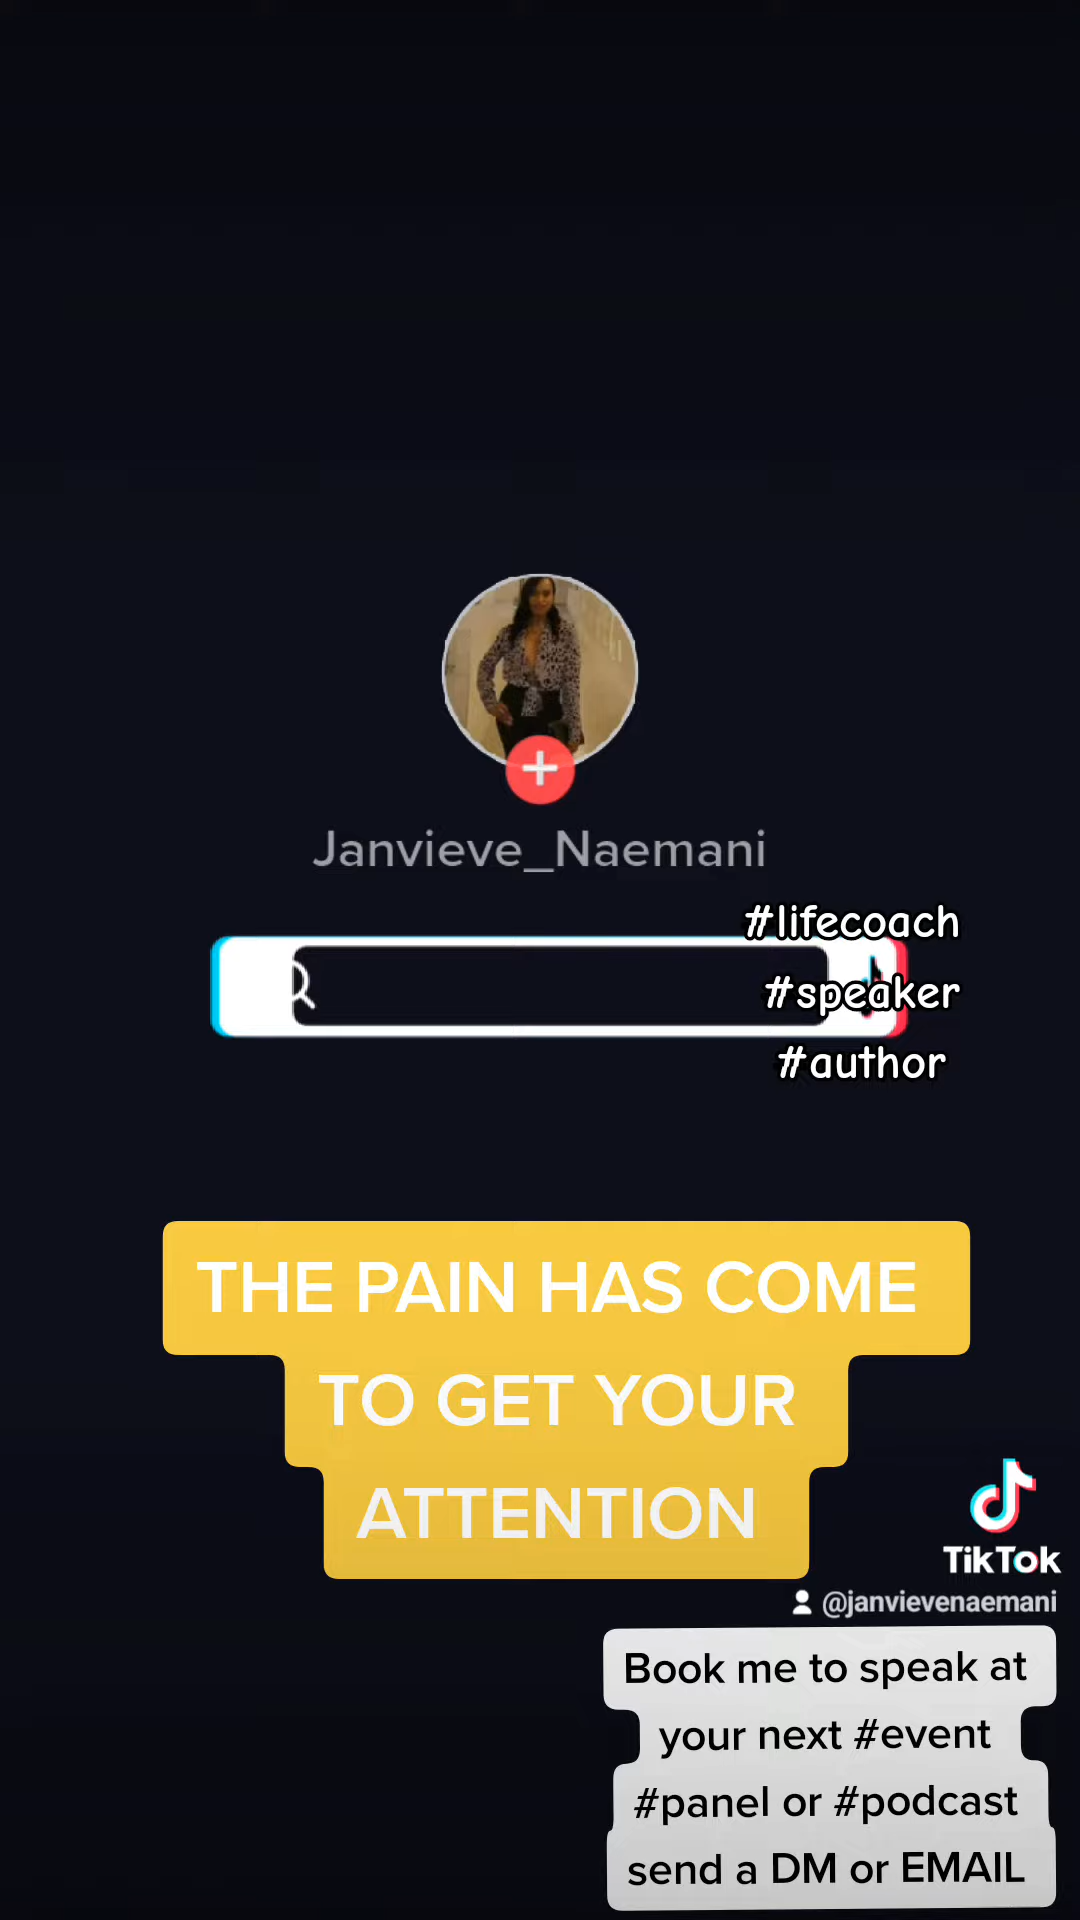 Janvieve_Naemani
#lifecoach
#speaker
#author
THE PAIN HAS COME
TO GET YOUR
ATTENTION
TikTok
@janvievenaemani
Book me to speak at
your next #event
#panel or #podcast
send a DM or EMAIL